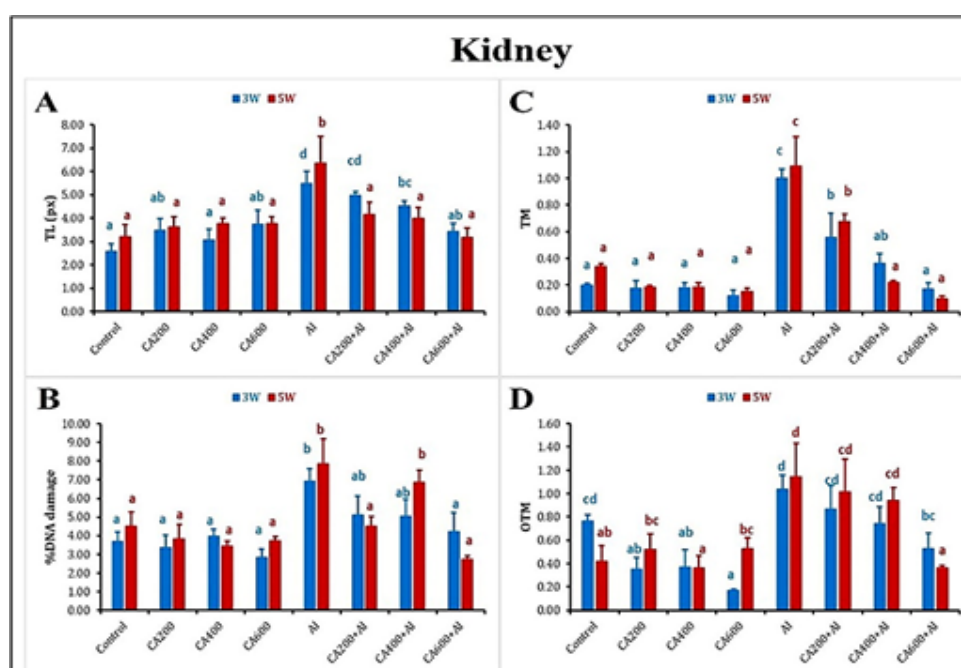 Kidney
A
3W 5W
8.00
7.00
6.00
5.00
4.00
3.00
2.00
1.00
0.00
TL (px)
a a ab a a a ab a d b cd a bc a ab a
Control CA200 CA400 CA600 Al CA200+Al CA400+Al CA600+Al
B
3W 5W
10.00
9.00
8.00
7.00
6.00
5.00
4.00
3.00
2.00
1.00
0.00
%DNA damage
a a a a a a a a b b ab a ab b a a
Control CA200 CA400 CA600 Al CA200+Al CA400+Al CA600+Al
C
3W 5W
1.40
1.20
1.00
0.80
0.60
0.40
0.20
0.00
TM
a a a a a a a a c c b b ab a a a
Control CA200 CA400 CA600 Al CA200+Al CA400+Al CA600+Al
D
3W 5W
1.60
1.40
1.20
1.00
0.80
0.60
0.40
0.20
0.00
OTM
cd ab ab bc ab a a bc d d cd cd cd cd bc a
Control CA200 CA400 CA600 Al CA200+Al CA400+Al CA600+Al